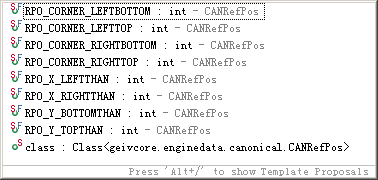 RPO_CORNER_LEFTBOTTOM : int - CANRefPos
RPO_CORNER_LEFTTOP : int - CANRefPos
RPO_CORNER_RIGHTBOTTOM : int - CANRefPos
RPO_CORNER_RIGHTTOP : int - CANRefPos
RPO_X_LEFTTHAN : int - CANRefPos
RPO_X_RIGHTTHAN : int - CANRefPos
RPO_Y_BOTTOMTHAN : int - CANRefPos
RPO_Y_TOPTHAN : int - CANRefPos
class : Class<geivcore.enginedata.canonical.CANRefPos>
Press 'Alt+/' to show Template Proposals